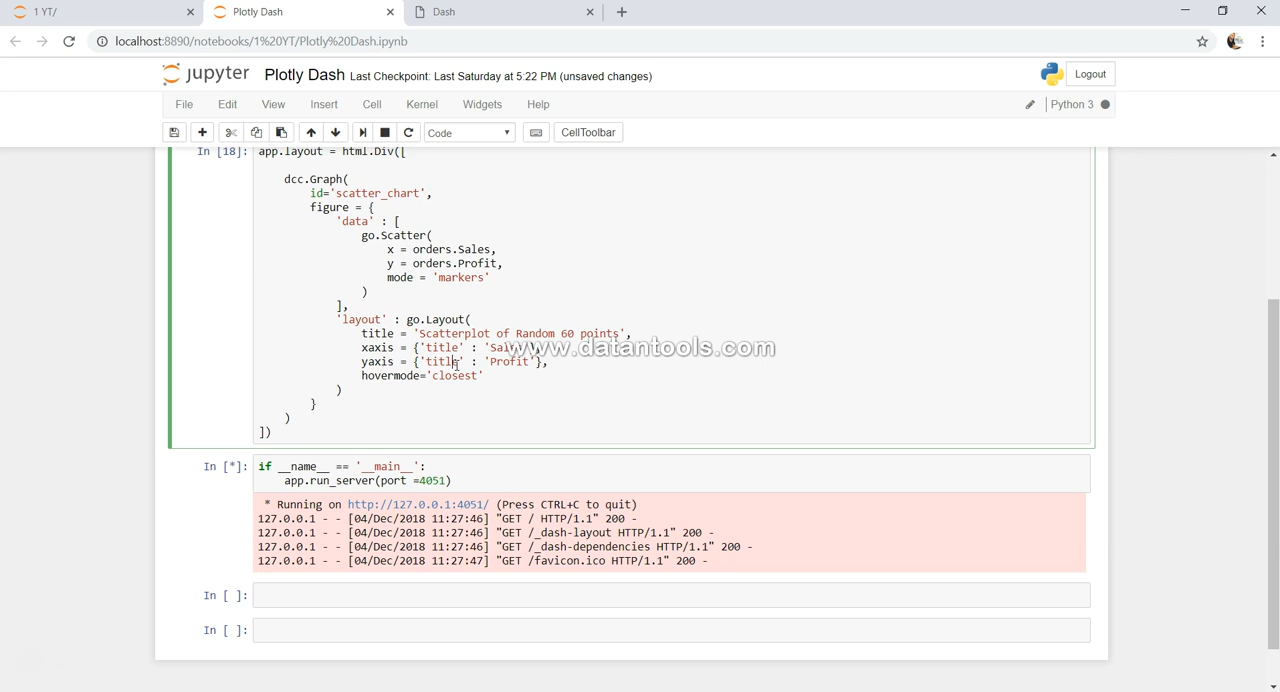 1 YT/
Plotly Dash
Dash
localhost:8890/notebooks/1%20YT/Plotly%20Dash.ipynb
jupyter
Plotly Dash Last Checkpoint: Last Saturday at 5:22 PM (unsaved changes)
Logout
File Edit View Insert Cell Kernel Widgets Help
Python 3
Code
CellToolbar
In [18]:
app.layout = html.Div([
dcc.Graph(
id='scatter_chart',
figure = {
'data' : [
go.Scatter(
x = orders.Sales,
y = orders.Profit,
mode = 'markers'
)
],
'layout' : go.Layout(
title = 'Scatterplot of Random 60 points',
xaxis = {'title' :
www.datantools.com
yaxis = {'title' : 'Profit'},
hovermode='closest'
)
}
)
])
In [*]:
if __name__ == '__main__':
app.run_server(port =4051)
* Running on http://127.0.0.1:4051/ (Press CTRL+C to quit)
127.0.0.1 - - [04/Dec/2018 11:27:46] "GET / HTTP/1.1" 200 -
127.0.0.1 - - [04/Dec/2018 11:27:46] "GET /_dash-layout HTTP/1.1" 200 -
127.0.0.1 - - [04/Dec/2018 11:27:46] "GET /_dash-dependencies HTTP/1.1" 200 -
127.0.0.1 - - [04/Dec/2018 11:27:47] "GET /favicon.ico HTTP/1.1" 200 -
In [ ]:
In [ ]: